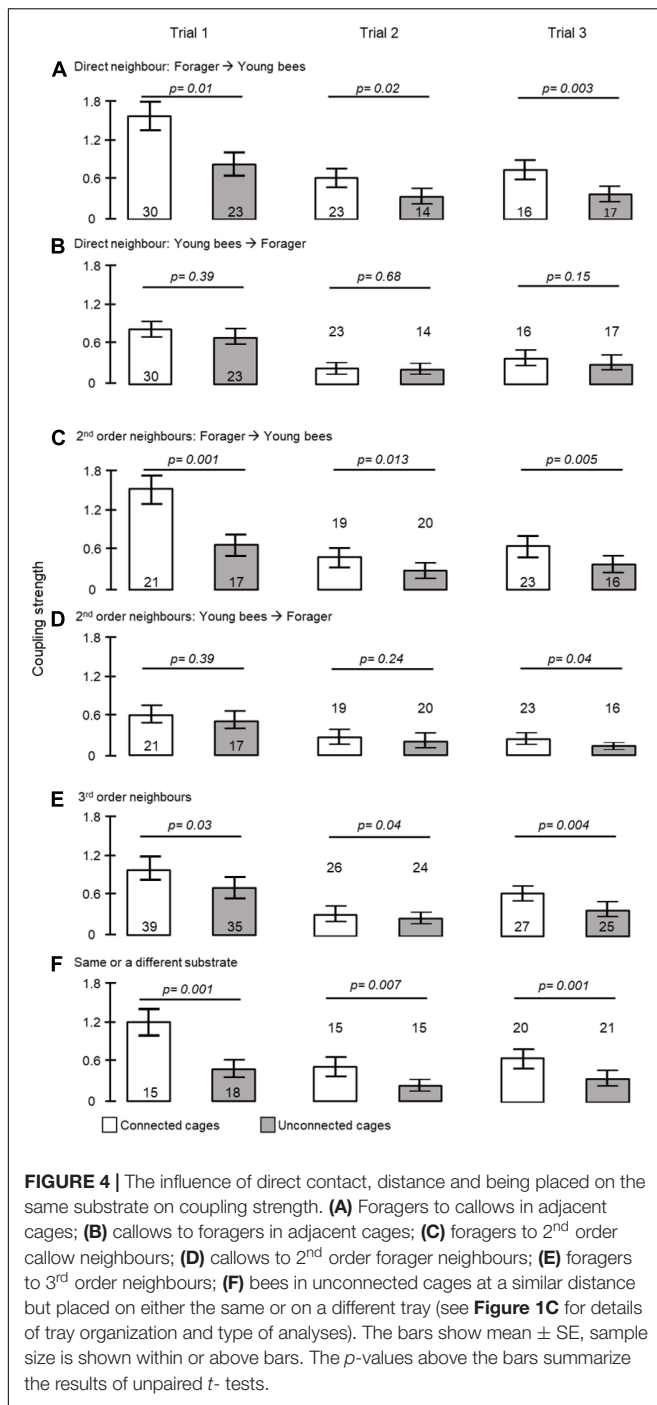 Trial 1 Trial 2 Trial 3
A Direct neighbour: Forager → Young bees
p= 0.01 p= 0.02 p= 0.003
1.8
1.2
0.6
0
30 23 23 14 16 17
B Direct neighbour: Young bees → Forager
p= 0.39 p= 0.68 p= 0.15
1.8
1.2
0.6
0
30 23 23 14 16 17
C 2nd order neighbours: Forager → Young bees
p= 0.001 p= 0.013 p= 0.005
1.8
1.2
0.6
0
21 17 19 20 23 16
Coupling strength
D 2nd order neighbours: Young bees → Forager
p= 0.39 p= 0.24 p= 0.04
1.8
1.2
0.6
0
21 17 19 20 23 16
E 3rd order neighbours
p= 0.03 p= 0.04 p= 0.004
1.8
1.2
0.6
0
39 35 26 24 27 25
F Same or a different substrate
p= 0.001 p= 0.007 p= 0.001
1.8
1.2
0.6
0
15 18 15 15 20 21
Connected cages Unconnected cages
FIGURE 4 | The influence of direct contact, distance and being placed on the
same substrate on coupling strength. (A) Foragers to callows in adjacent
cages; (B) callows to foragers in adjacent cages; (C) foragers to 2nd order
callow neighbours; (D) callows to 2nd order forager neighbours; (E) foragers
to 3rd order neighbours; (F) bees in unconnected cages at a similar distance
but placed on either the same or on a different tray (see Figure 1C for details
of tray organization and type of analyses). The bars show mean ± SE, sample
size is shown within or above bars. The p-values above the bars summarize
the results of unpaired t- tests.